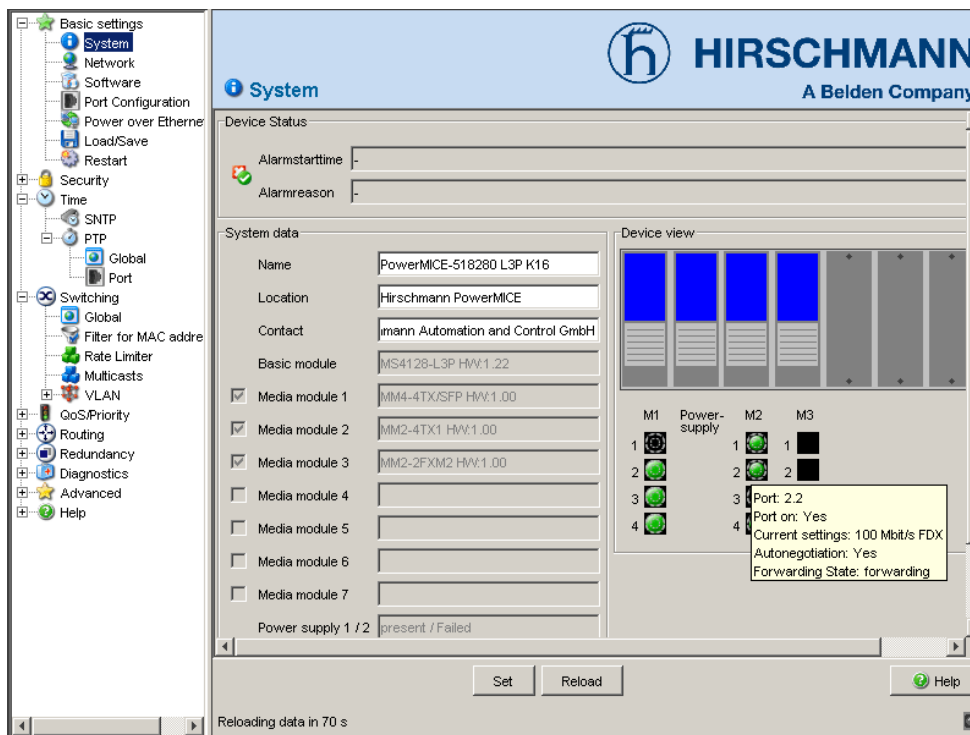 Basic settings
System
Network
Software
Port Configuration
Power over Etherne
Load/Save
Restart
Security
Time
SNTP
PTP
Global
Port
Switching
Global
Filter for MAC addre
Rate Limiter
Multicasts
VLAN
QoS/Priority
Routing
Redundancy
Diagnostics
Advanced
Help
System
HIRSCHMANN
A Belden Company
Device Status
Alarmstarttime -
Alarmreason -
System data
Name PowerMICE-518280 L3P K16
Location Hirschmann PowerMICE
Contact mann Automation and Control GmbH
Basic module MS4128-L3P HW:1.22
Media module 1 MM4-4TX/SFP HW:1.00
Media module 2 MM2-4TX1 HW:1.00
Media module 3 MM2-2FXM2 HW:1.00
Media module 4
Media module 5
Media module 6
Media module 7
Power supply 1 / 2 present / Failed
Device view
M1 Power-supply M2 M3
1 1 1
2 2 2
3 3
4 4
Port: 2.2
Port on: Yes
Current settings: 100 Mbit/s FDX
Autonegotiation: Yes
Forwarding State: forwarding
Set Reload Help
Reloading data in 70 s